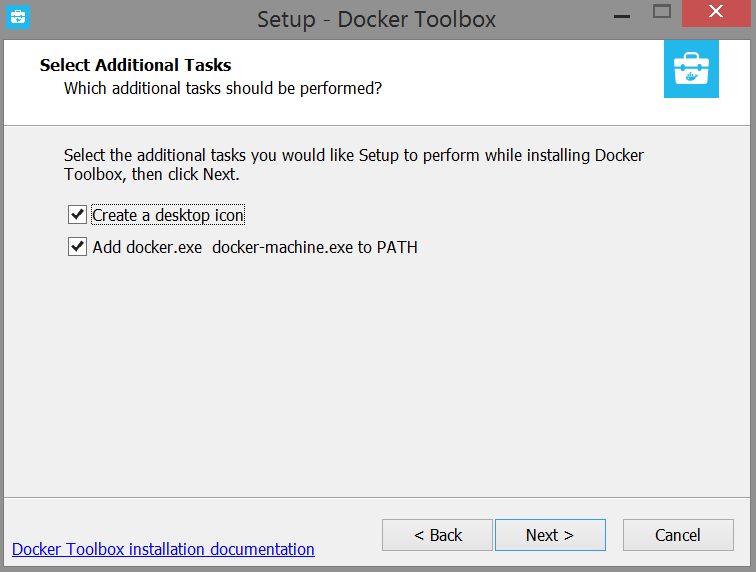 Setup - Docker Toolbox
Select Additional Tasks
Which additional tasks should be performed?
Select the additional tasks you would like Setup to perform while installing Docker
Toolbox, then click Next.
Create a desktop icon
Add docker.exe  docker-machine.exe to PATH
< Back
Next >
Cancel
Docker Toolbox installation documentation